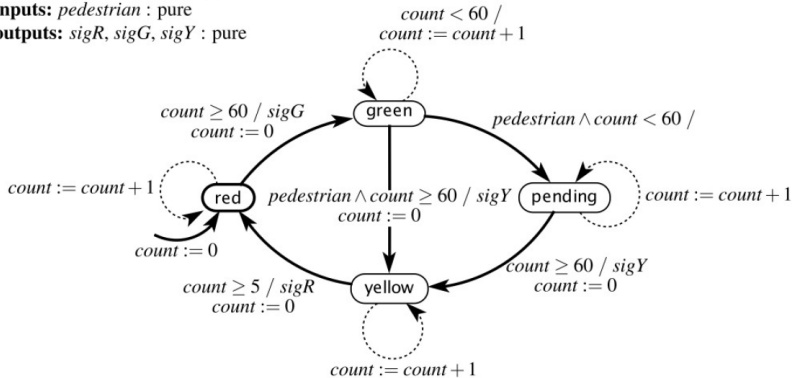 inputs: pedestrian : pure
outputs: sigR, sigG, sigY : pure
count < 60 /
count := count + 1
green
count ≥ 60 / sigG
count := 0
pedestrian ∧ count < 60 /
count := count + 1
red
pedestrian ∧ count ≥ 60 / sigY
count := 0
pending
count := count + 1
count := 0
count ≥ 5 / sigR
count := 0
yellow
count ≥ 60 / sigY
count := 0
count := count + 1